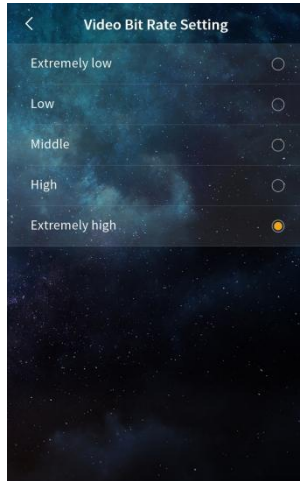 Video Bit Rate Setting
Extremely low
Low
Middle
High
Extremely high